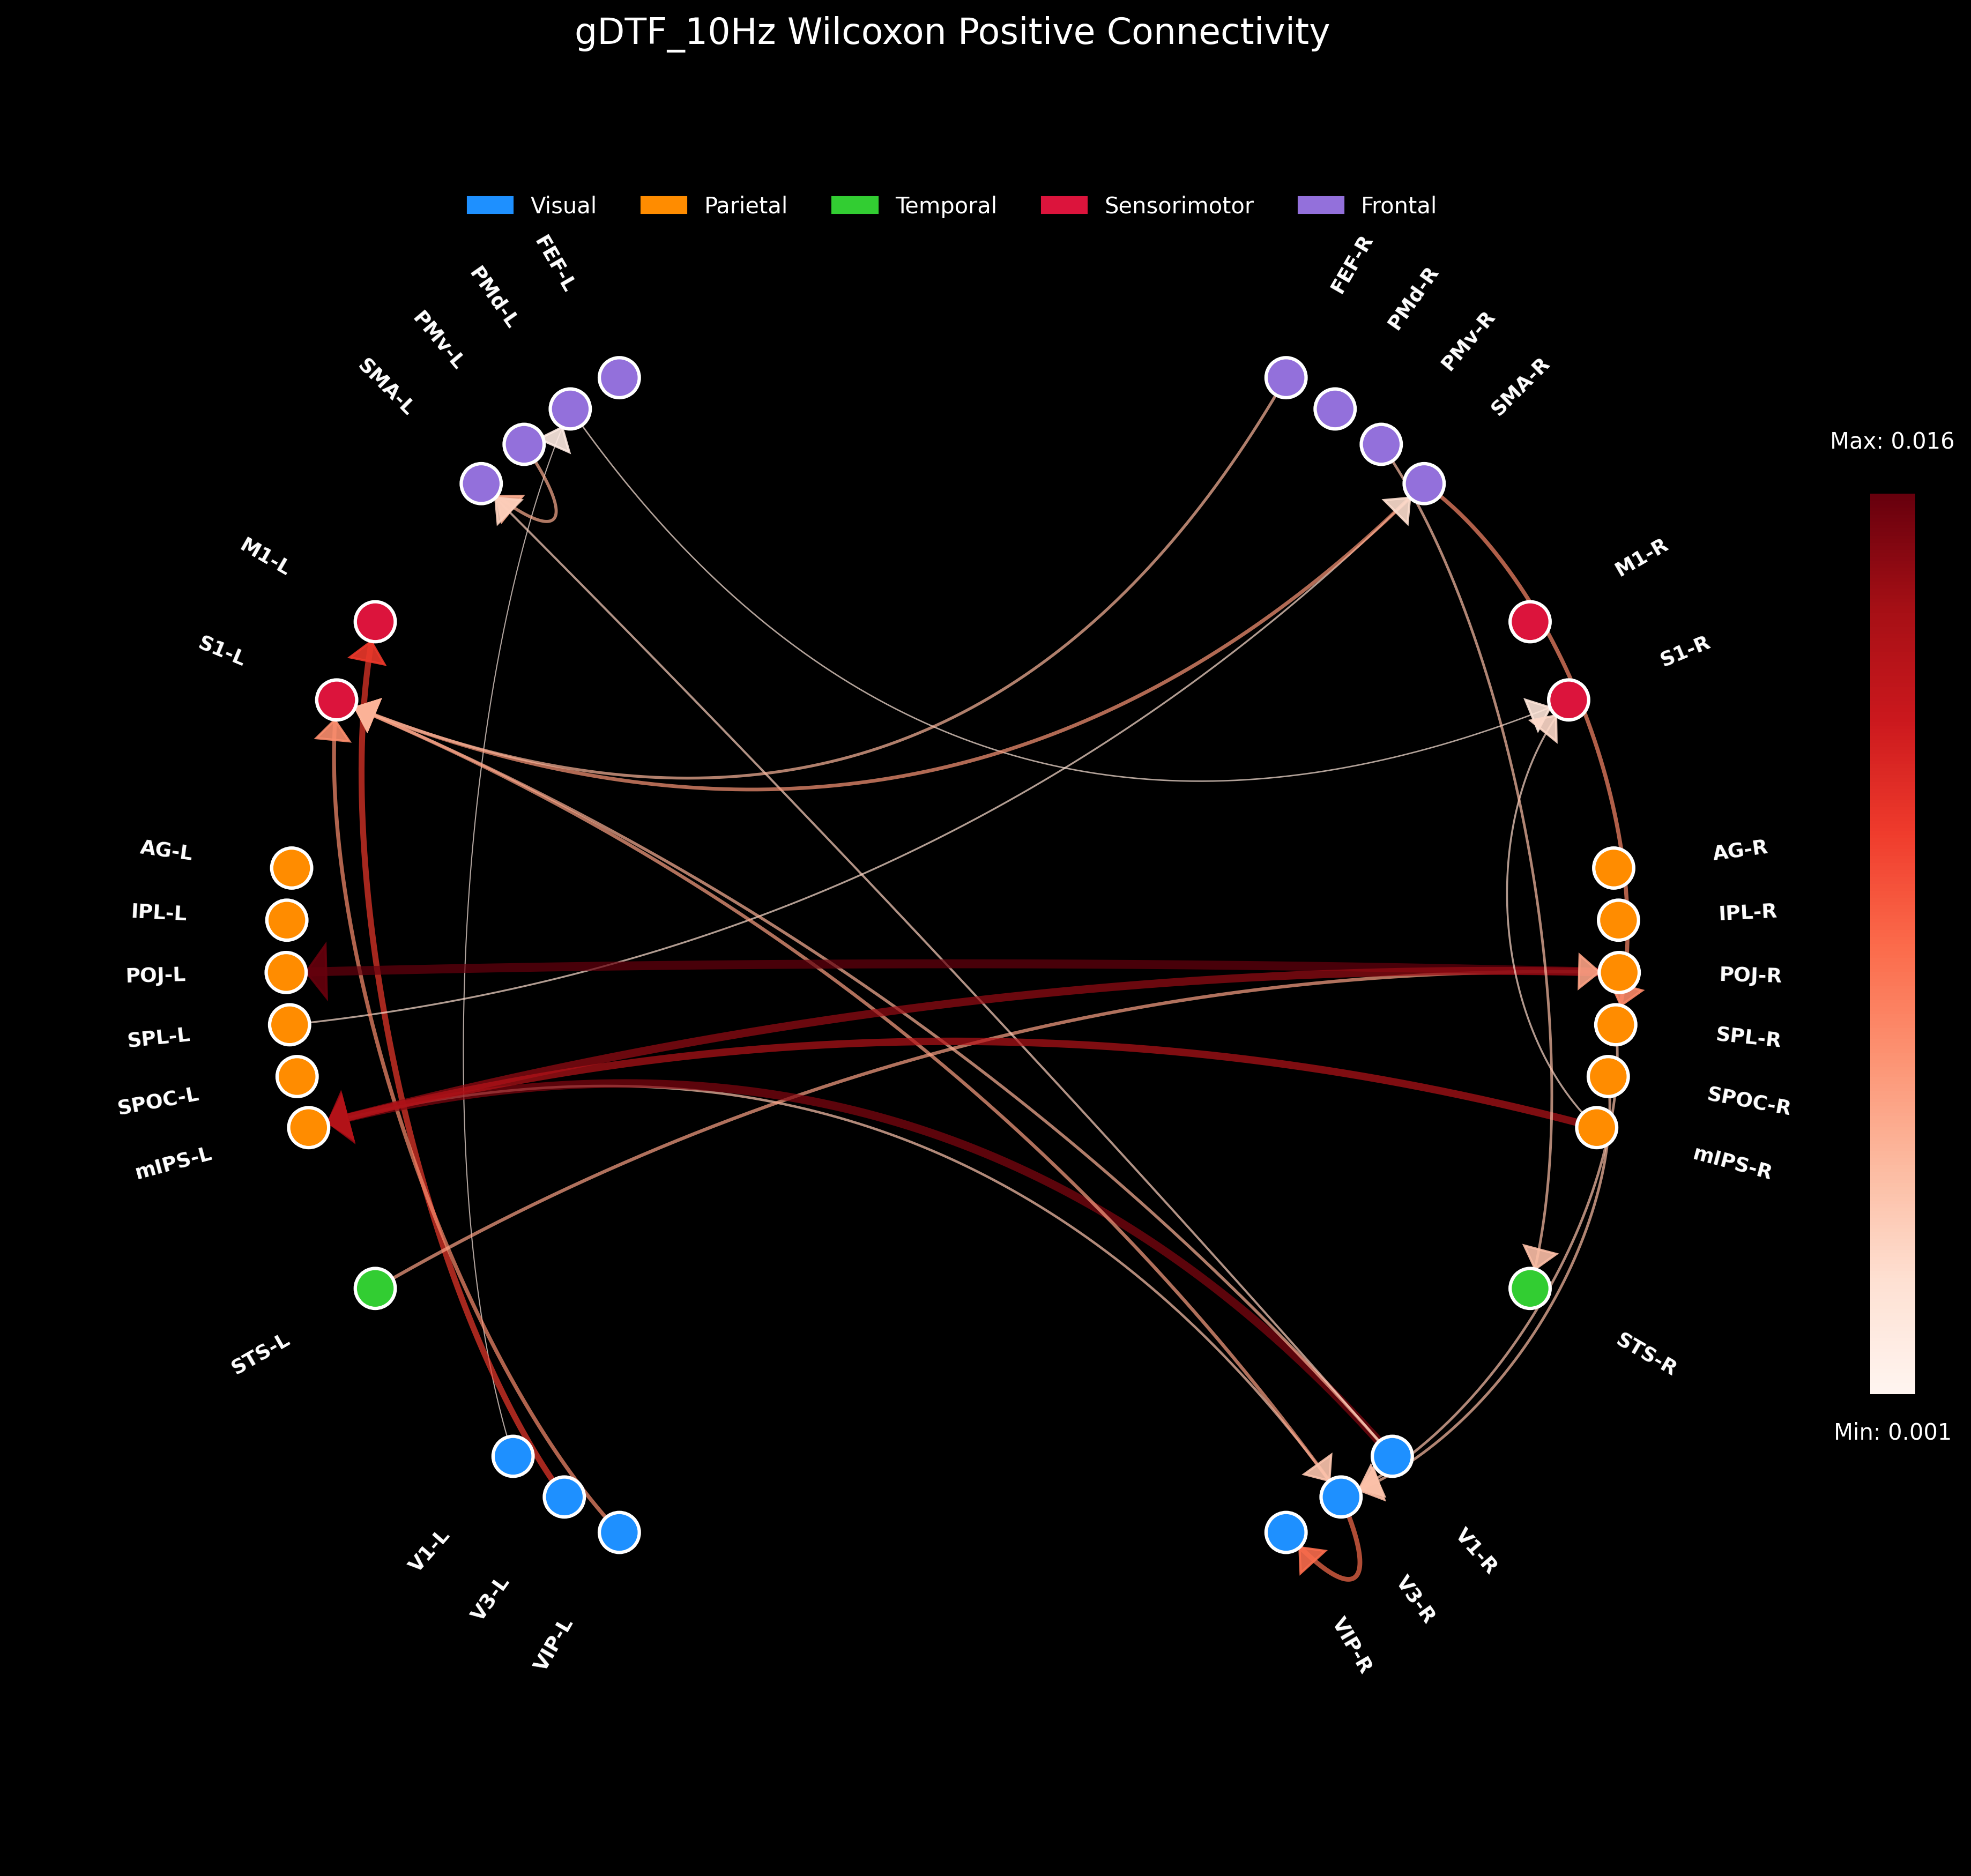 gDTF_10Hz Wilcoxon Positive Connectivity
Visual
Parietal
Temporal
Sensorimotor
Frontal
FEF-L
PMd-L
PMv-L
SMA-L
M1-L
S1-L
AG-L
IPL-L
POJ-L
SPL-L
SPOC-L
mIPS-L
STS-L
V1-L
V3-L
VIP-L
FEF-R
PMd-R
PMv-R
SMA-R
M1-R
S1-R
AG-R
IPL-R
POJ-R
SPL-R
SPOC-R
mIPS-R
STS-R
V1-R
V3-R
VIP-R
Max: 0.016
Min: 0.001